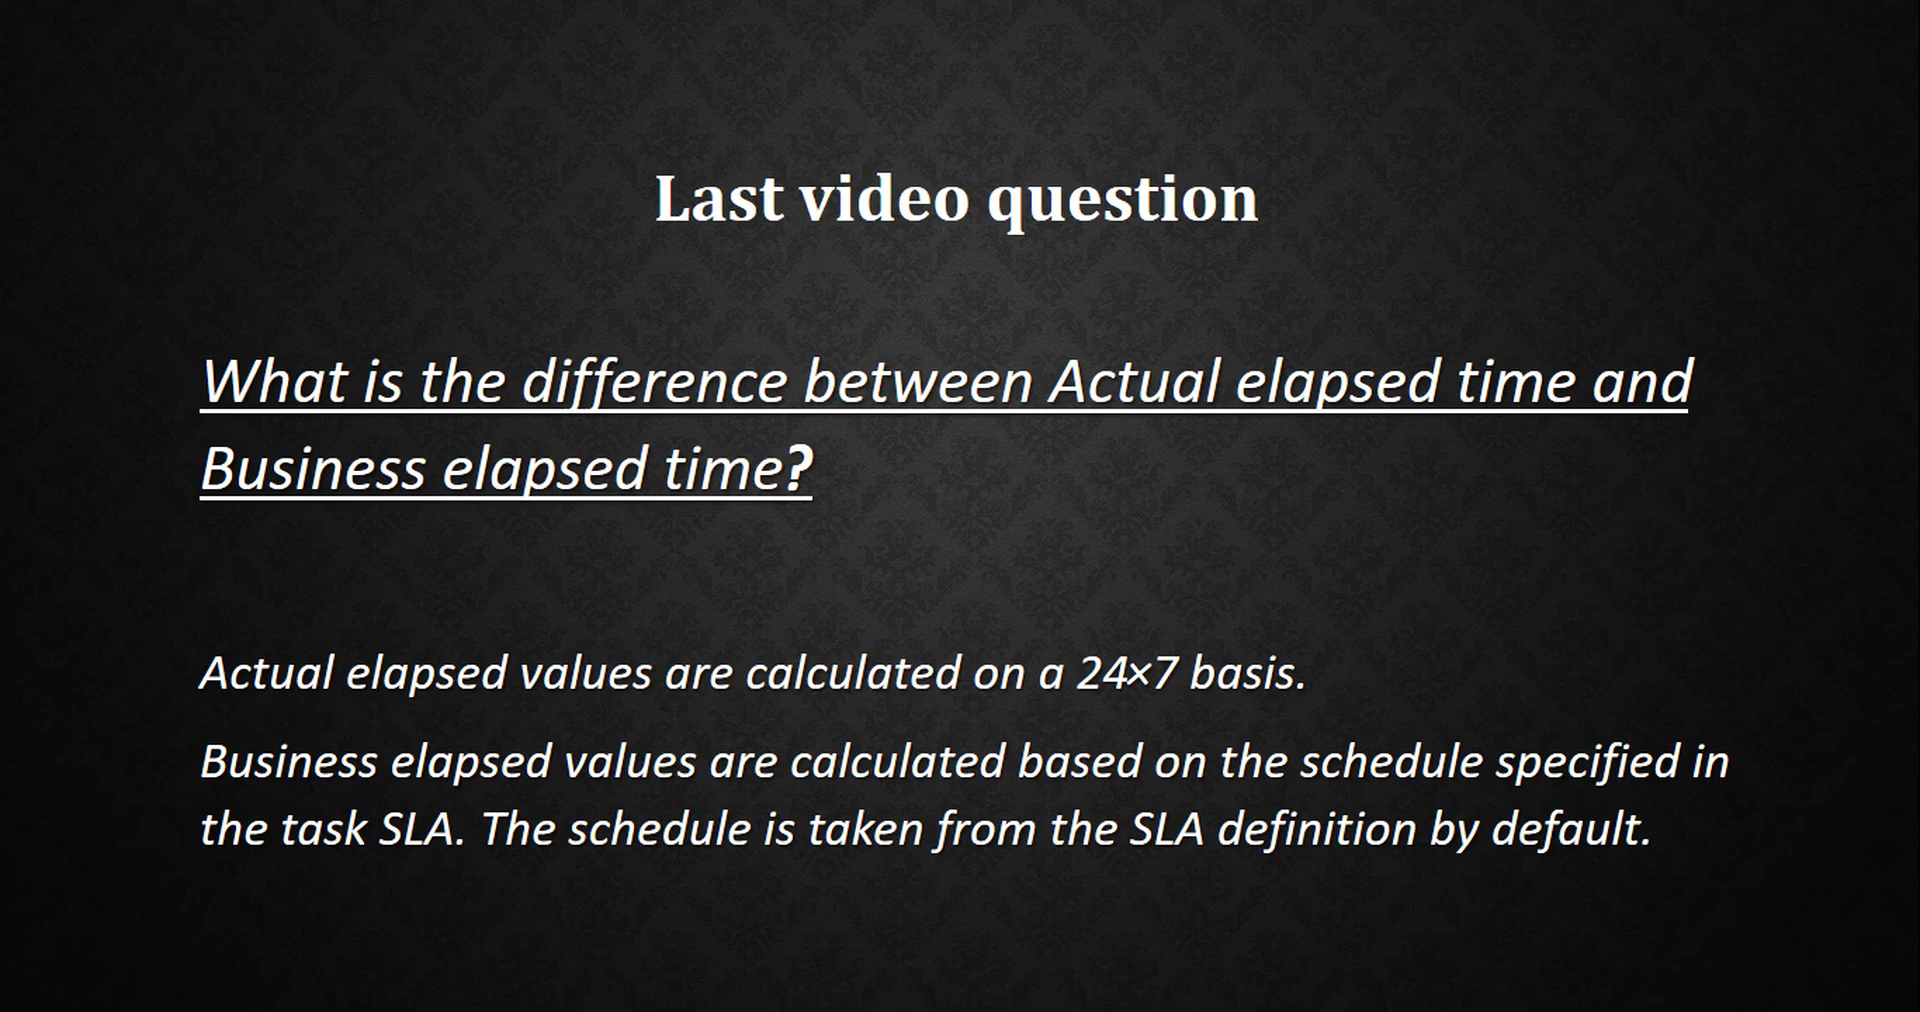 Last video question
What is the difference between Actual elapsed time and
Business elapsed time?
Actual elapsed values are calculated on a 24×7 basis.
Business elapsed values are calculated based on the schedule specified in
the task SLA. The schedule is taken from the SLA definition by default.